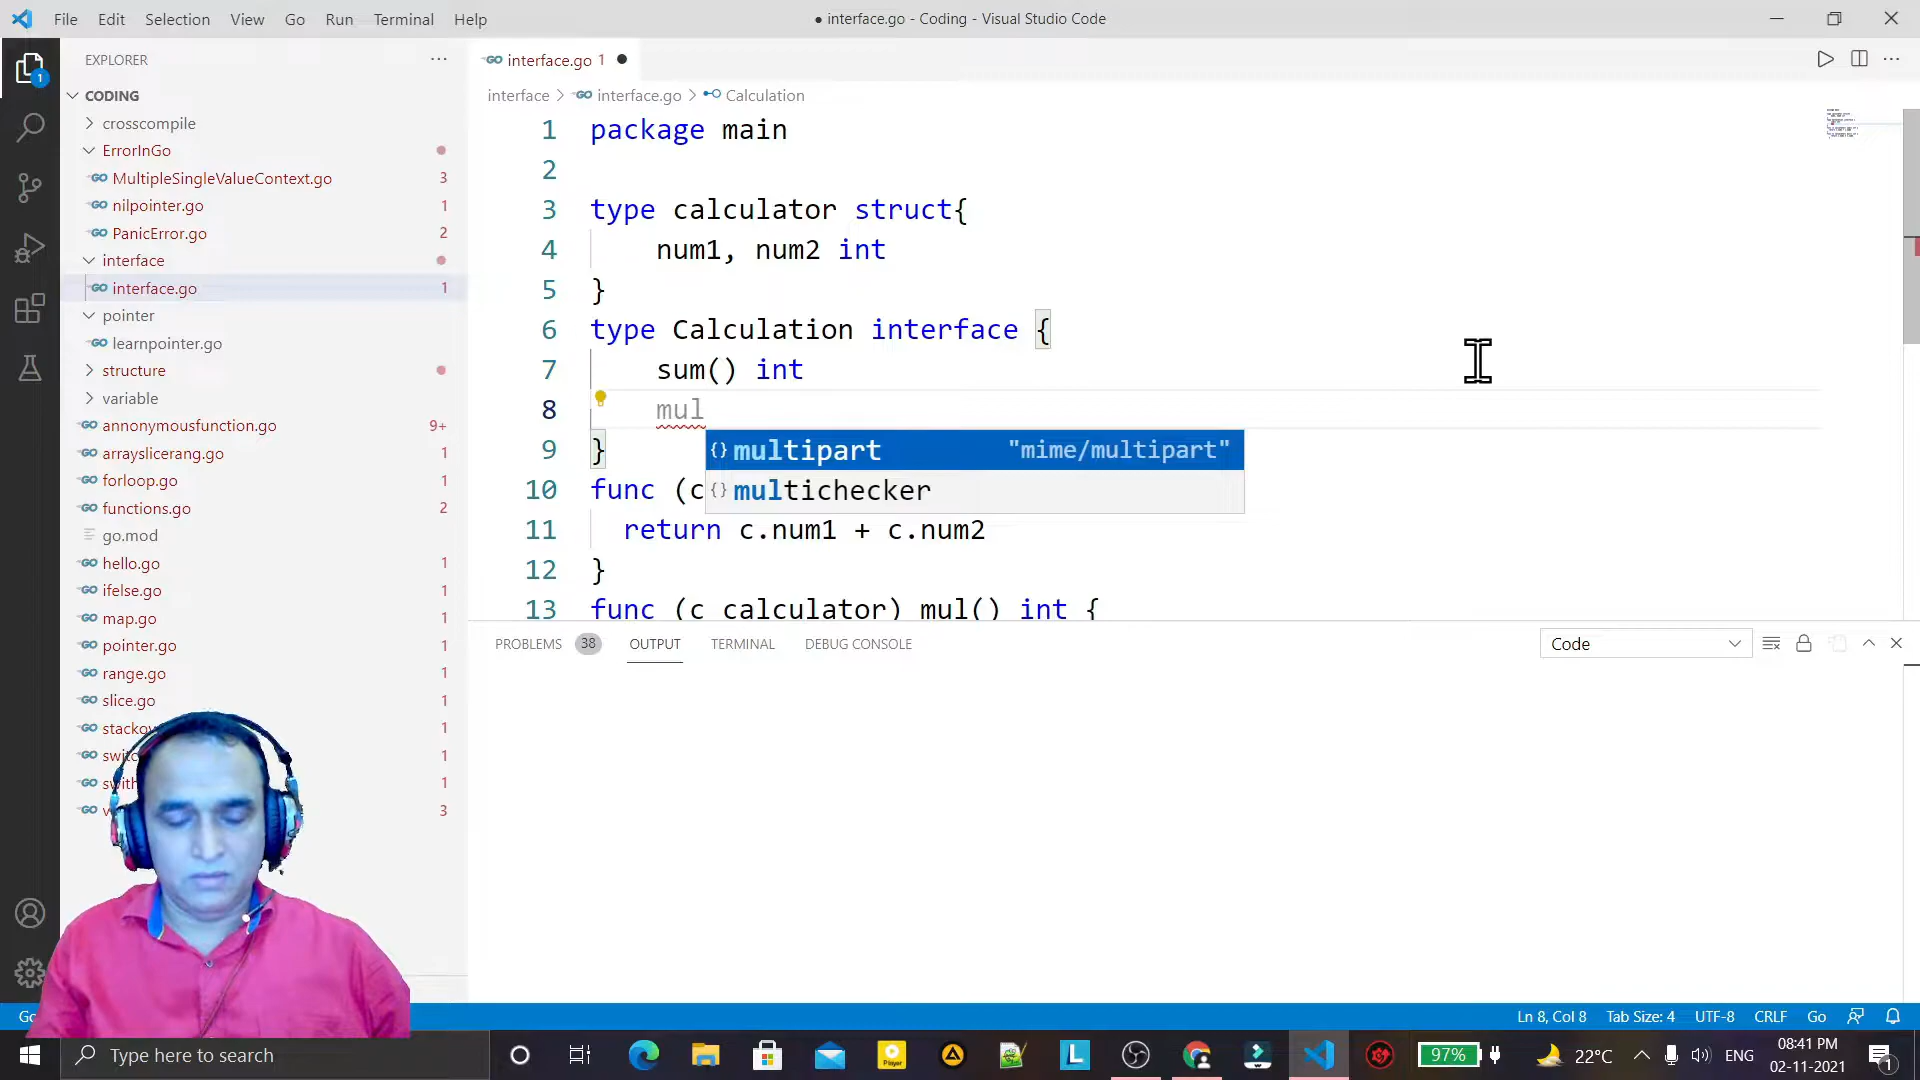 File Edit Selection View Go Run Terminal Help
● interface.go - Coding - Visual Studio Code
EXPLORER
CODING
crosscompile
ErrorInGo
MultipleSingleValueContext.go 3
nilpointer.go 1
PanicError.go 2
interface
interface.go 1
pointer
learnpointer.go
structure
variable
annonymousfunction.go 9+
arrayslicerang.go 1
forloop.go 1
functions.go 2
go.mod
hello.go 1
ifelse.go 1
map.go 1
pointer.go 1
range.go 1
slice.go 1
1
1
1
3
interface.go 1
interface > interface.go > Calculation
1 package main
2
3 type calculator struct{
4 num1, num2 int
5 }
6 type Calculation interface {
7 sum() int
8 mul
9 }
multipart "mime/multipart"
10 func (c
multichecker
11 return c.num1 + c.num2
12 }
13 func (c calculator) mul() int {
PROBLEMS 38 OUTPUT TERMINAL DEBUG CONSOLE
Code
Ln 8, Col 8 Tab Size: 4 UTF-8 CRLF Go
Type here to search
97% 22°C ENG
08:41 PM
02-11-2021
1